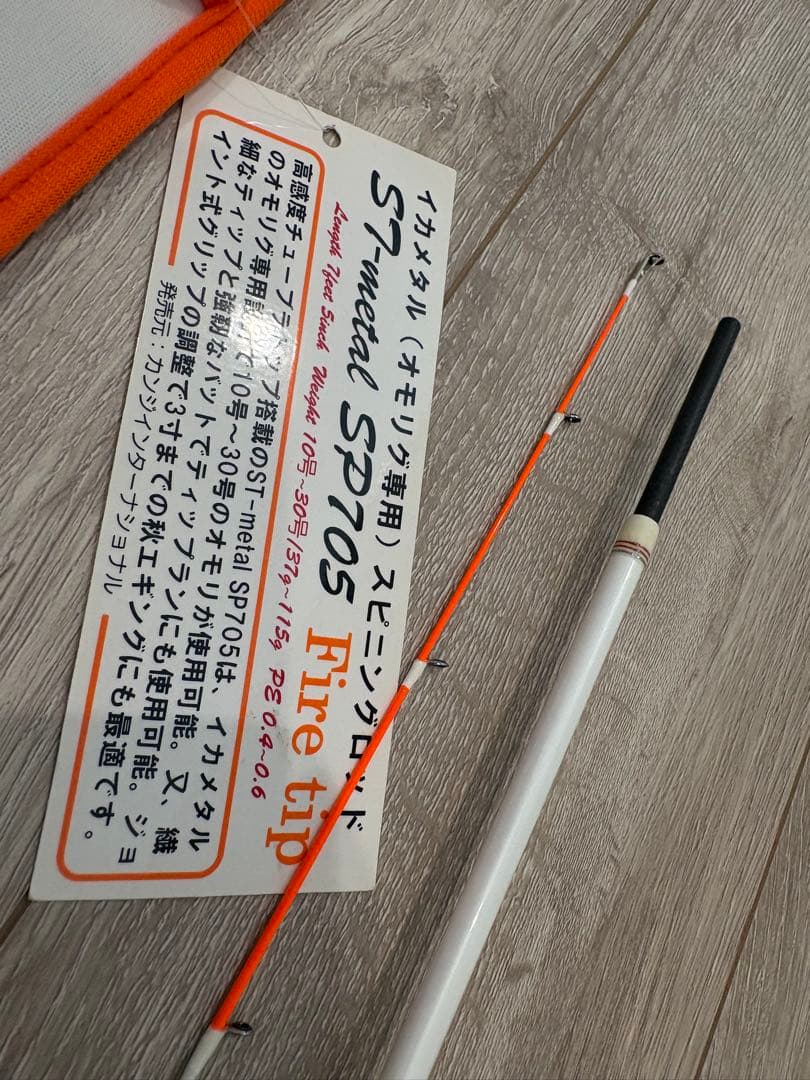 イカメタル（オモリグ専用）スピニングロッド
ST-metal SP705 Fire tip
Length 7feet 5inch Weight 10号~30号/37g~115g PE 0.4~0.6
高感度チューブラトップ搭載のST-metal SP705は、イカメタル
のオモリグ専用 で10号～30号のオモリが使用可能。又、繊
細なティップと強靭なバットでティップランにも使用可能。ジョ
イント式グリップの調整で3寸までの秋エギングにも最適です。
発売元：カンジインターナショナル